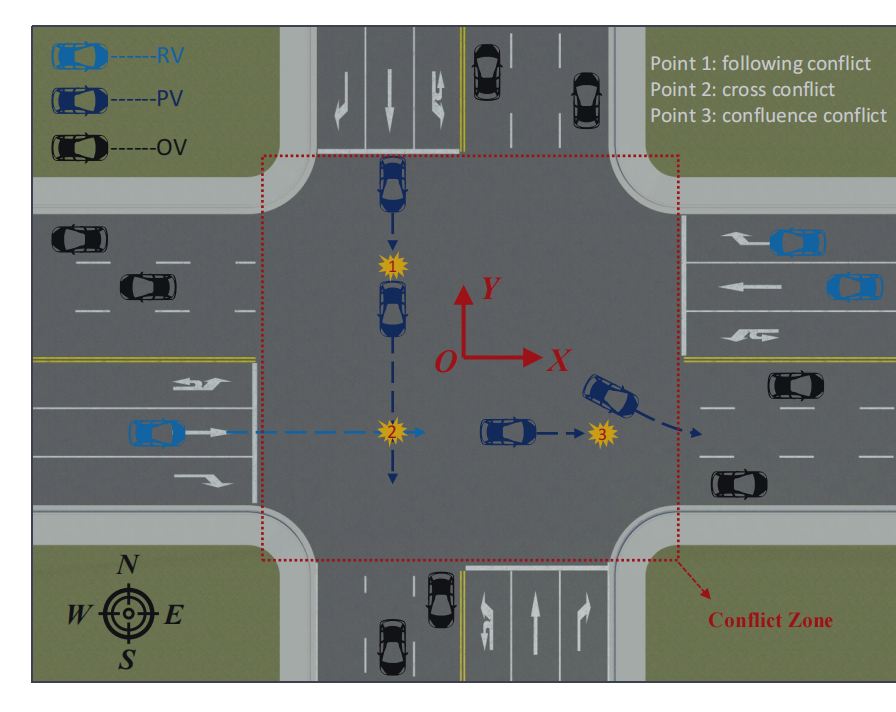 RV
PV
OV
Point 1: following conflict
Point 2: cross conflict
Point 3: confluence conflict
1
Y
O
X
2
3
N
W
E
S
Conflict Zone